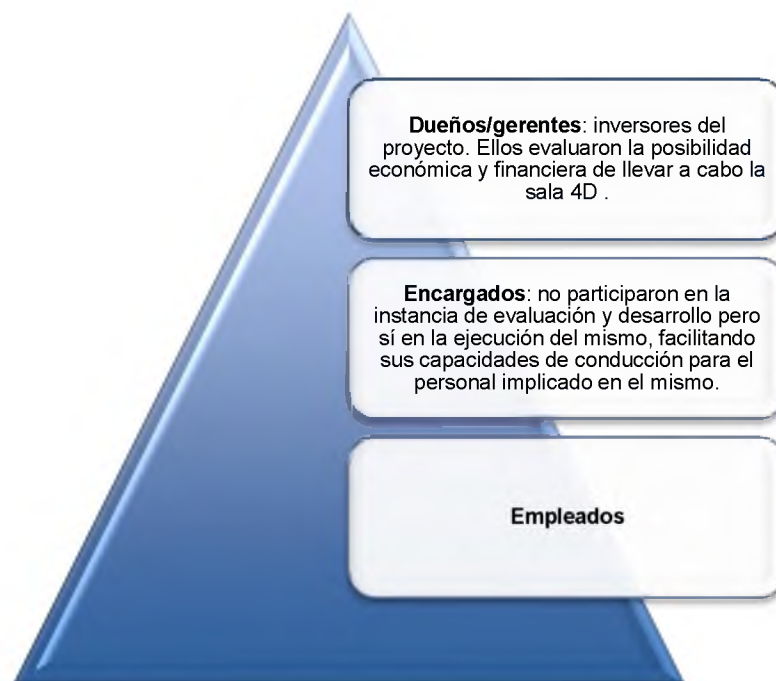 Dueños/gerentes: inversores del
proyecto. Ellos evaluaron la posibilidad
económica y financiera de llevar a cabo la
sala 4D .
Encargados: no participaron en la
instancia de evaluación y desarrollo pero
sí en la ejecución del mismo, facilitando
sus capacidades de conducción para el
personal implicado en el mismo.
Empleados